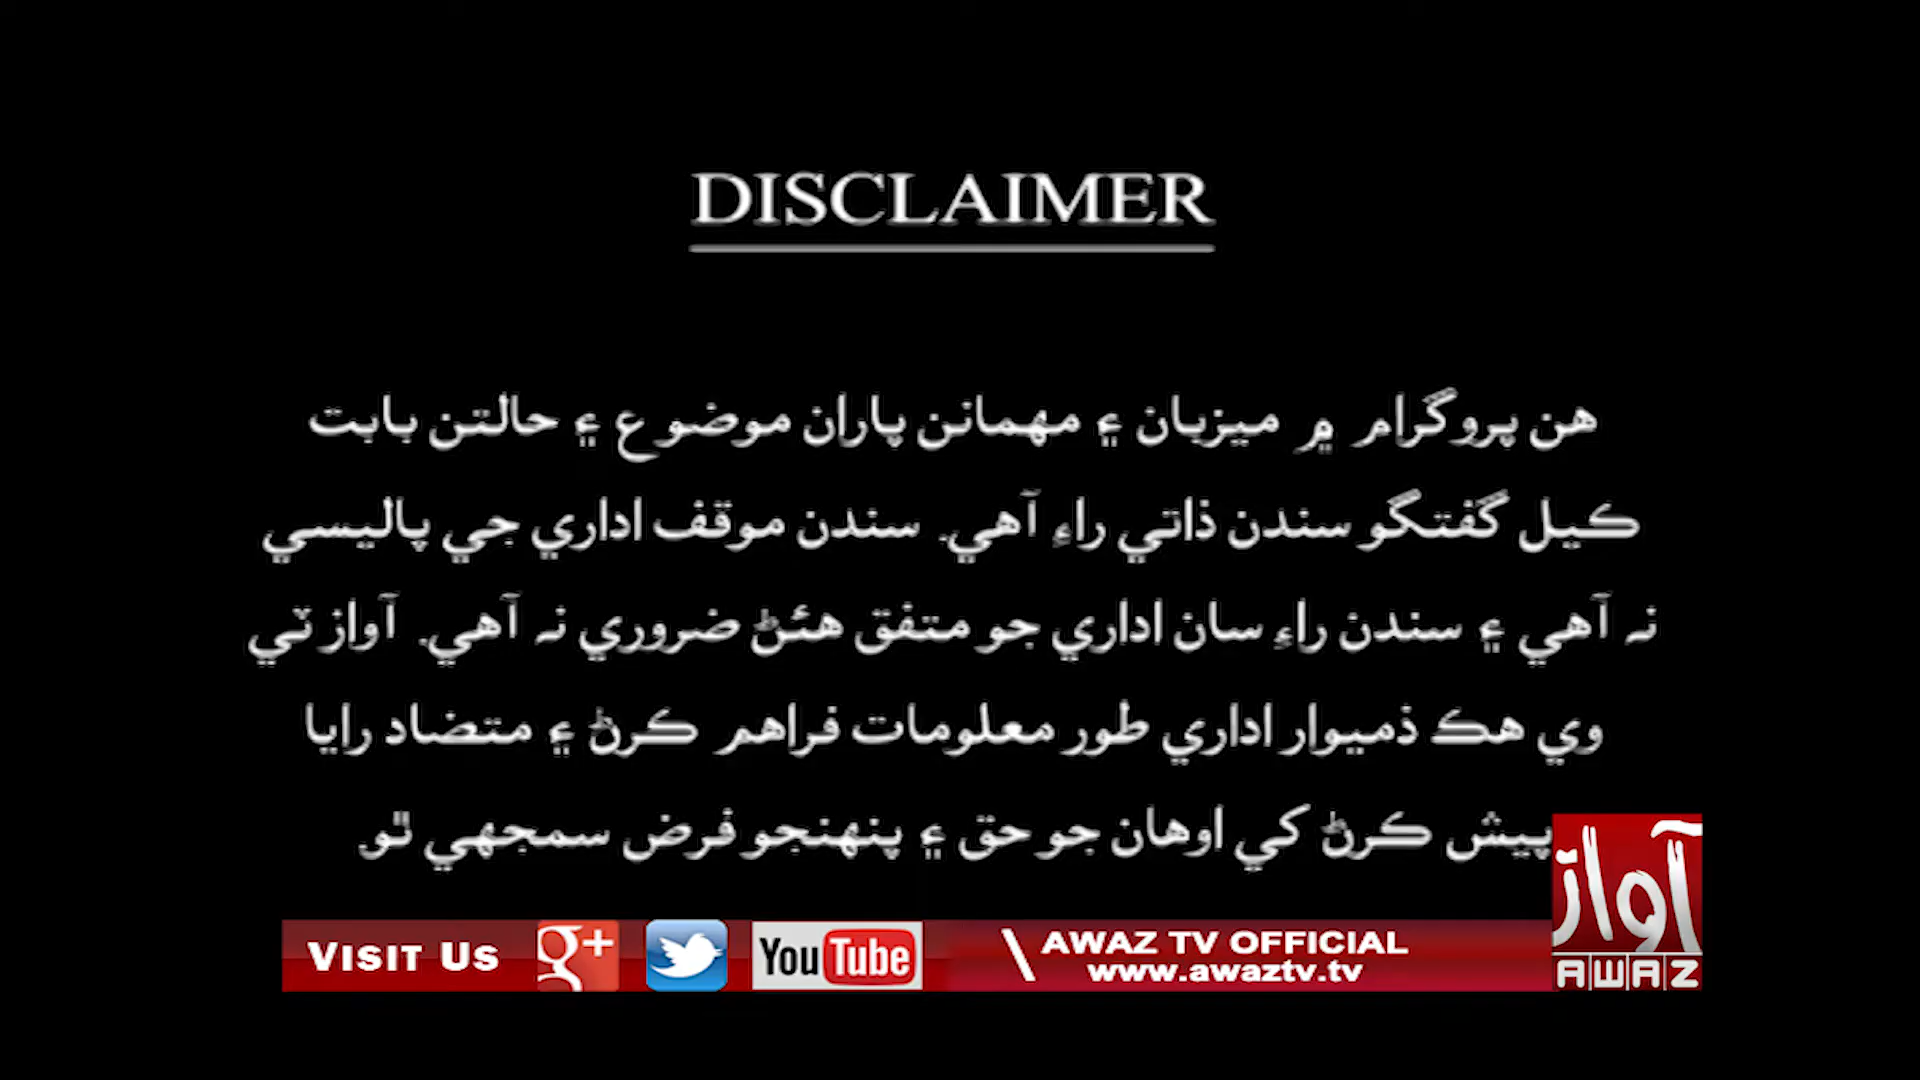 DISCLAIMER
هن پروگرام ۾ ميزبان ۽ مهمانن پاران موضوع ۽ حالتن بابت
ڪيل گفتگو سندن ذاتي راءِ آهي. سندن موقف اداري جي پاليسي
نہ آهي ۽ سندن راءِ سان اداري جو متفق هئڻ ضروري نہ آهي. آواز ٽي
وي هڪ ذميوار اداري طور معلومات فراهم ڪرڻ ۽ متضاد رايا
پيش ڪرڻ کي اوهان جو حق ۽ پنهنجو فرض سمجهي ٿو.
آواز
AWAZ
VISIT US g+ YouTube \ AWAZ TV OFFICIAL
www.awaztv.tv